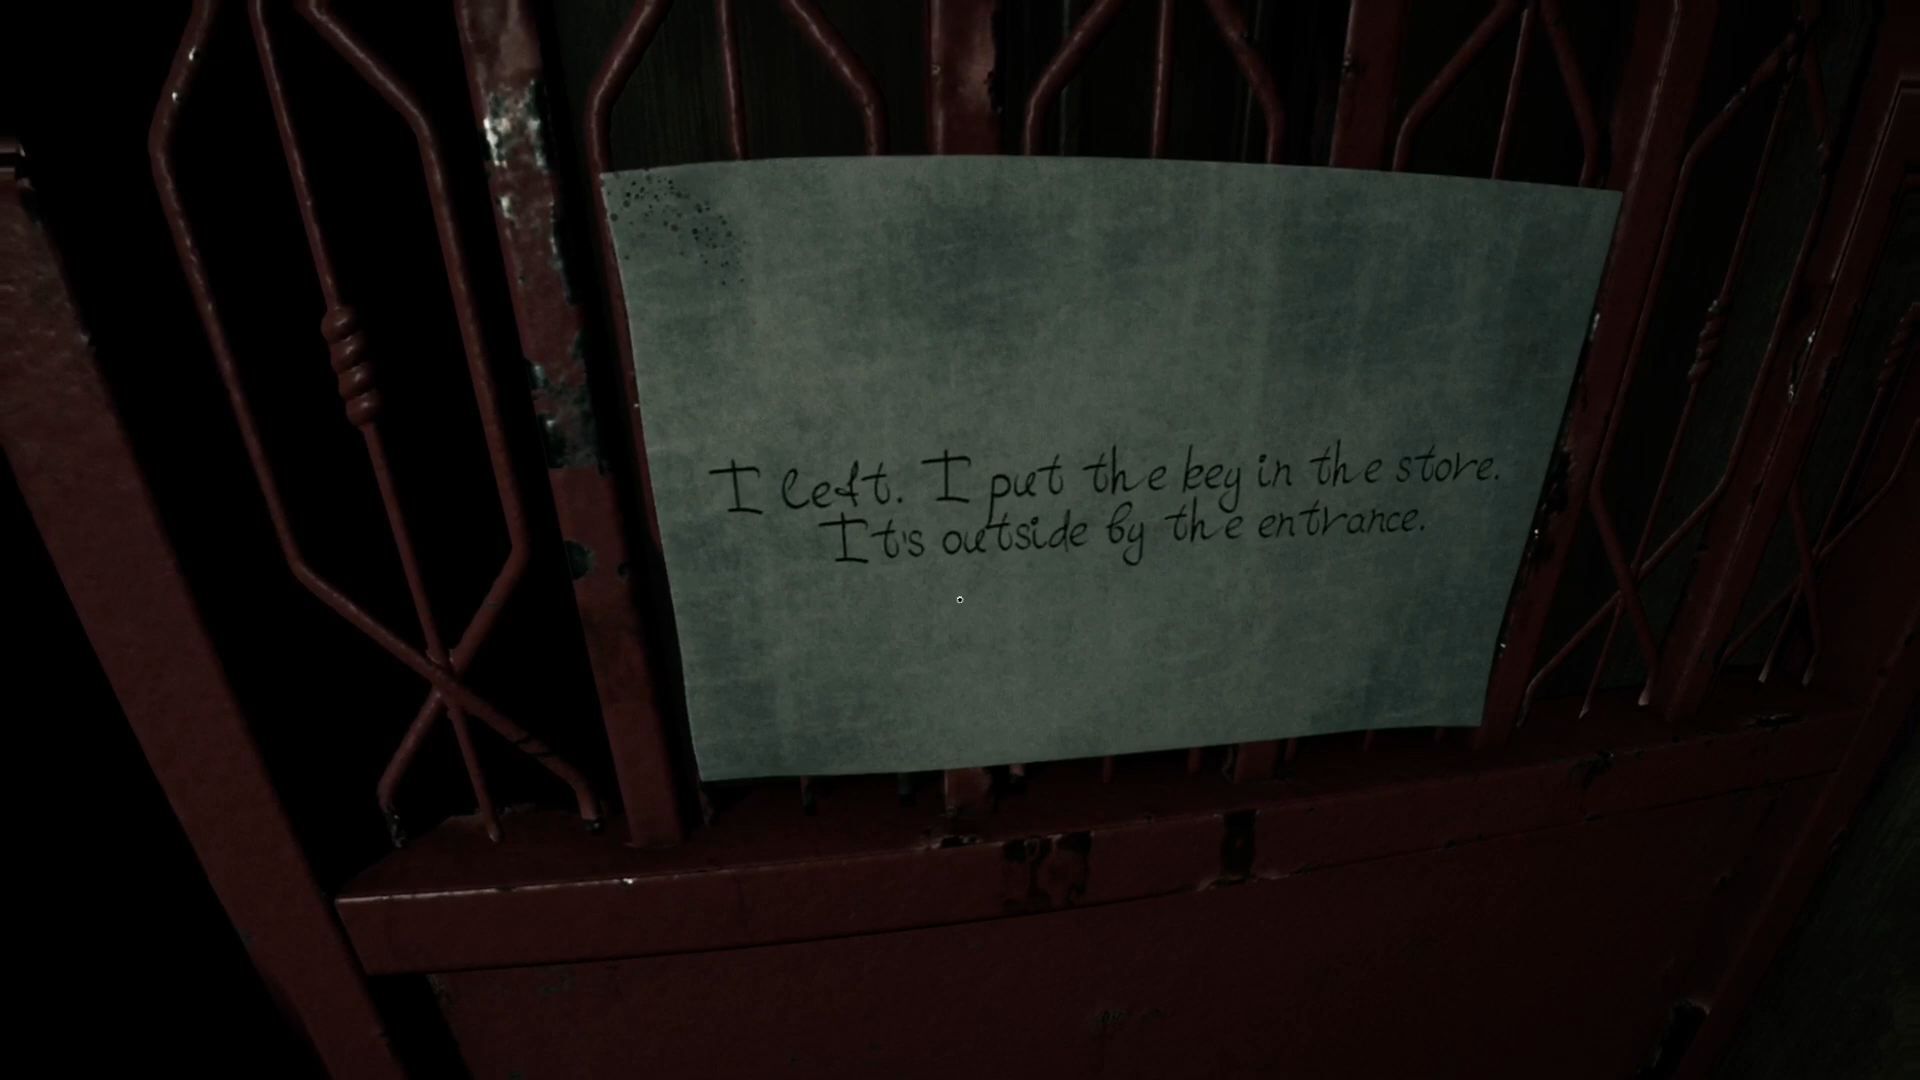 I left. I put the key in the store.
It's outside by the entrance.